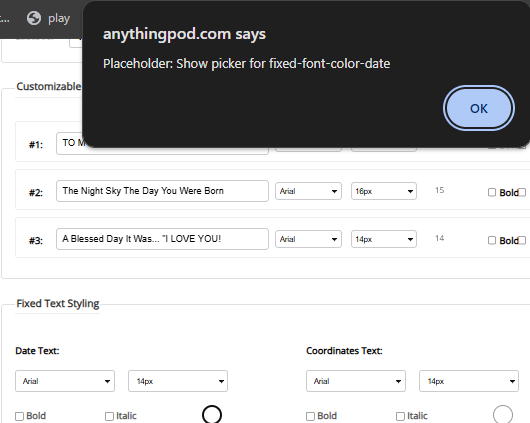 play
anythingpod.com says
Placeholder: Show picker for fixed-font-color-date
OK
Customizable
#1: TO M
#2: The Night Sky The Day You Were Born Arial 16px 15 Bold
#3: A Blessed Day It Was... "I LOVE YOU! Arial 14px 14 Bold
Fixed Text Styling
Date Text: Coordinates Text:
Arial 14px Arial 14px
Bold Italic Bold Italic